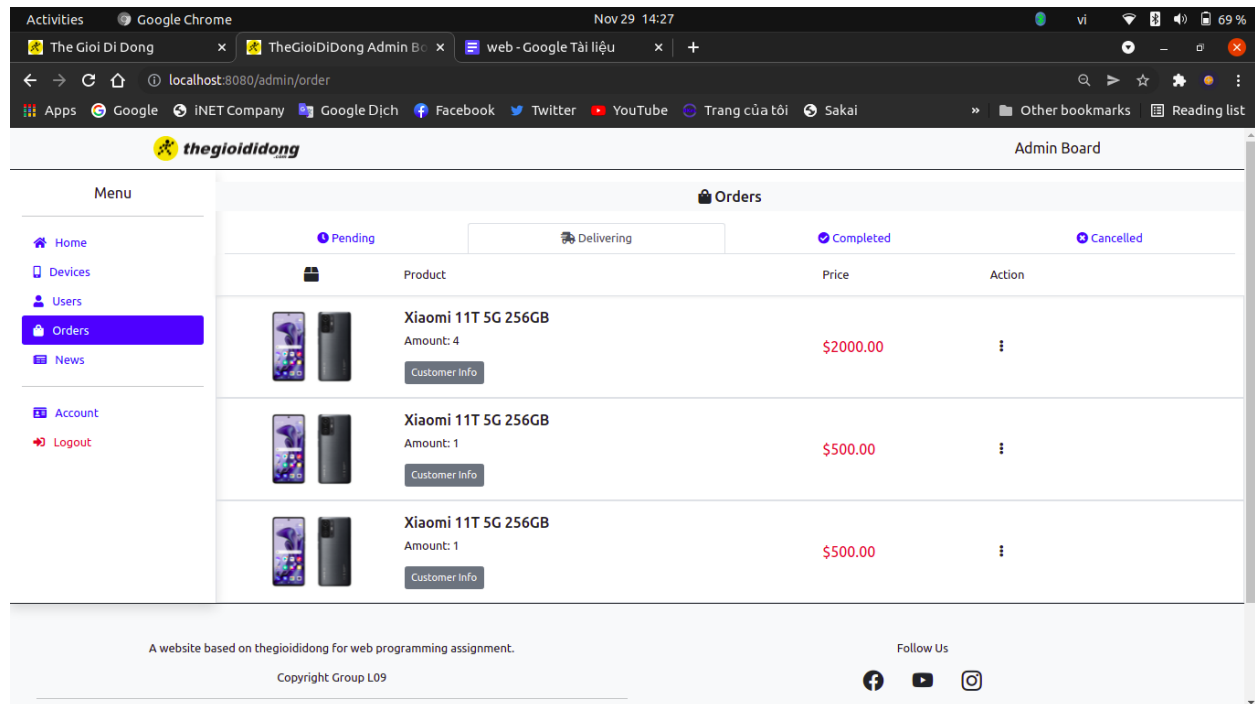 Activities Google Chrome Nov 29 14:27 vi 69 %
The Gioi Di Dong TheGioiDiDong Admin Bo web - Google Tài liệu
localhost:8080/admin/order
Apps Google iNET Company Google Dịch Facebook Twitter YouTube Trang của tôi Sakai » Other bookmarks Reading list
thegioididong.com Admin Board
Menu
Orders
Home
Devices
Users
Orders
News
Account
Logout
Pending Delivering Completed Cancelled
Product Price Action
Xiaomi 11T 5G 256GB
Amount: 4
$2000.00
Customer Info
Xiaomi 11T 5G 256GB
Amount: 1
$500.00
Customer Info
Xiaomi 11T 5G 256GB
Amount: 1
$500.00
Customer Info
A website based on thegioididong for web programming assignment. Follow Us
Copyright Group L09